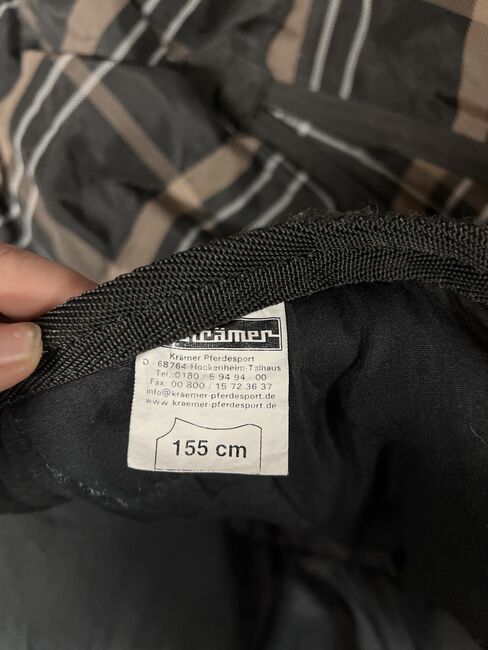 Krämer
Krämer Pferdesport
D - 68764 Hockenheim-Talhaus
Tel.:0180 / 5 94 94 . 00
Fax: 00 800 / 15 72 36 37
info@kraemer-pferdesport.de
www.kraemer-pferdesport.de
155 cm